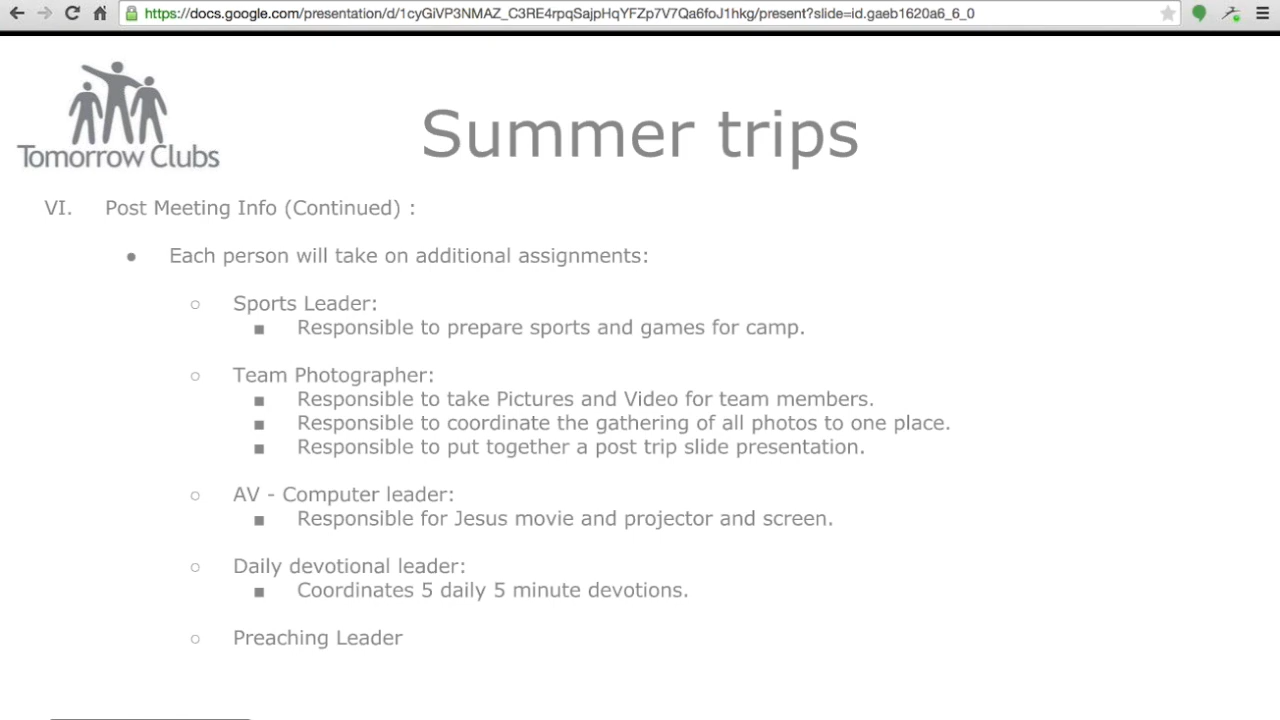 https://docs.google.com/presentation/d/1cyGiVP3NMAZ_C3RE4rpqSajpHqYFZp7V7Qa6foJ1hkg/present?slide=id.gaeb1620a6_6_0
Tomorrow Clubs
Summer trips
VI. Post Meeting Info (Continued) :
● Each person will take on additional assignments:
○ Sports Leader:
■ Responsible to prepare sports and games for camp.
○ Team Photographer:
■ Responsible to take Pictures and Video for team members.
■ Responsible to coordinate the gathering of all photos to one place.
■ Responsible to put together a post trip slide presentation.
○ AV - Computer leader:
■ Responsible for Jesus movie and projector and screen.
○ Daily devotional leader:
■ Coordinates 5 daily 5 minute devotions.
○ Preaching Leader